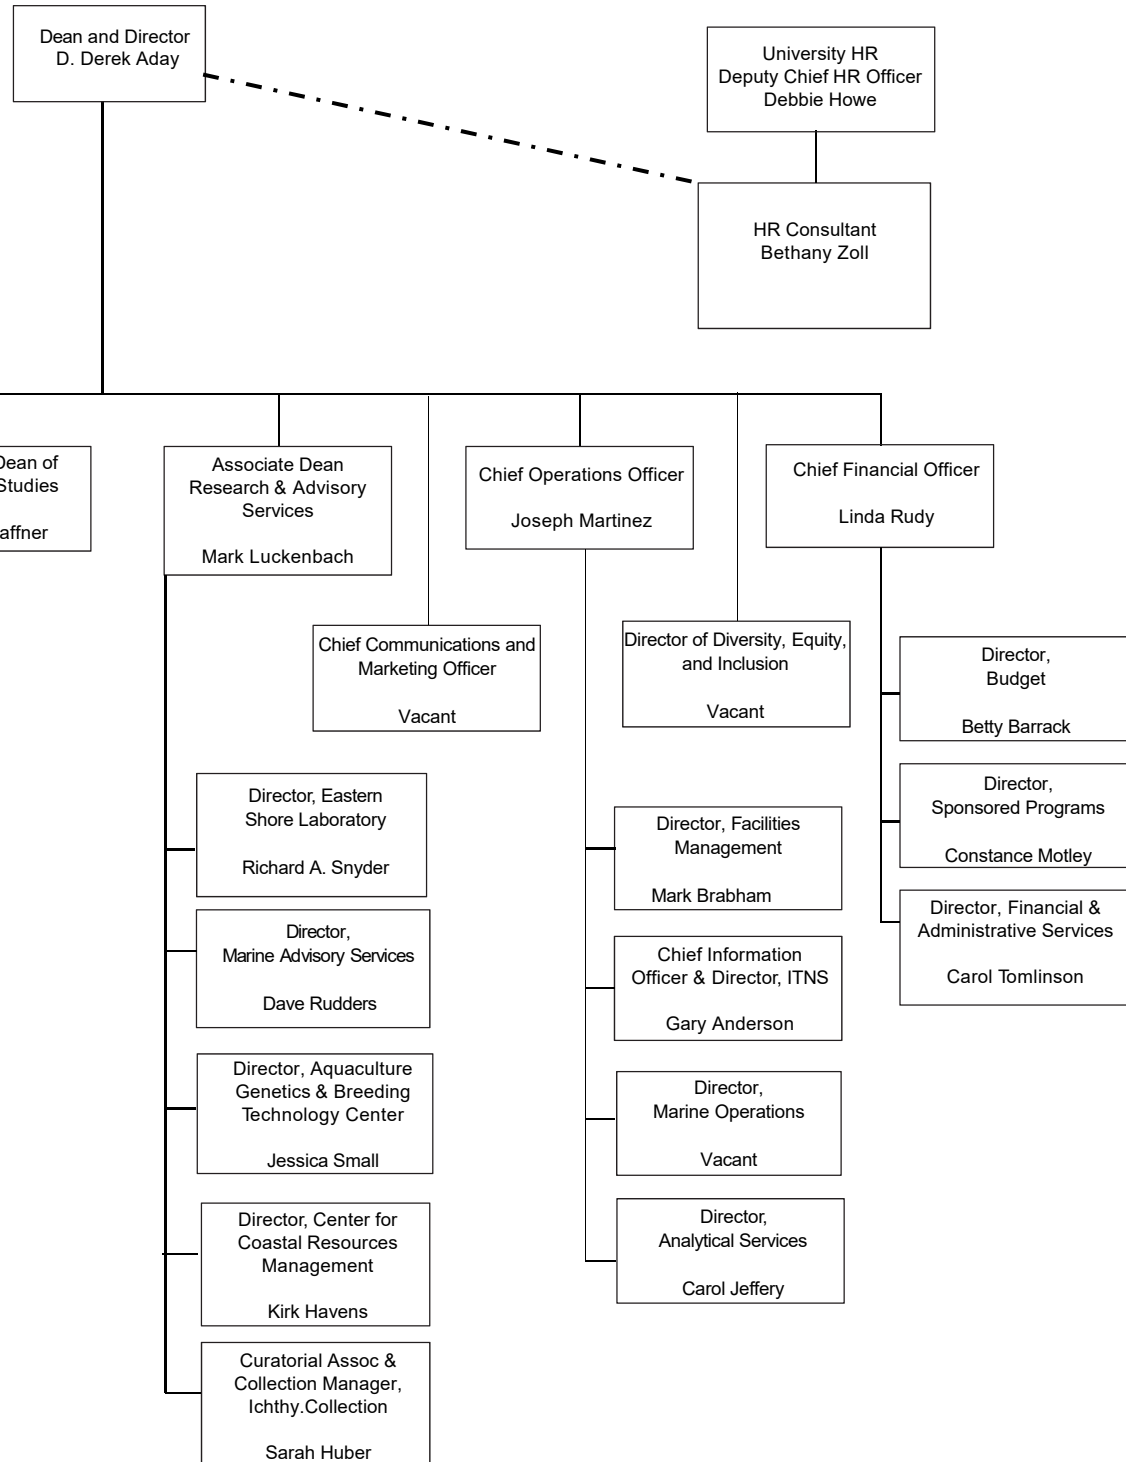 Dean and Director
D. Derek Aday
University HR
Deputy Chief HR Officer
Debbie Howe
HR Consultant
Bethany Zoll
Dean of
Studies
affner
Associate Dean
Research & Advisory
Services
Mark Luckenbach
Chief Operations Officer
Joseph Martinez
Chief Financial Officer
Linda Rudy
Chief Communications and
Marketing Officer
Vacant
Director of Diversity, Equity,
and Inclusion
Vacant
Director,
Budget
Betty Barrack
Director,
Sponsored Programs
Constance Motley
Director, Financial &
Administrative Services
Carol Tomlinson
Director, Eastern
Shore Laboratory
Richard A. Snyder
Director,
Marine Advisory Services
Dave Rudders
Director, Aquaculture
Genetics & Breeding
Technology Center
Jessica Small
Director, Center for
Coastal Resources
Management
Kirk Havens
Curatorial Assoc &
Collection Manager,
Ichthy.Collection
Sarah Huber
Director, Facilities
Management
Mark Brabham
Chief Information
Officer & Director, ITNS
Gary Anderson
Director,
Marine Operations
Vacant
Director,
Analytical Services
Carol Jeffery